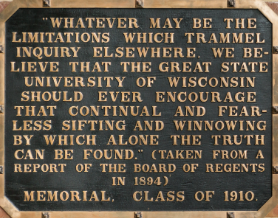 "WHATEVER MAY BE THE
LIMITATIONS WHICH TRAMMEL
INQUIRY ELSEWHERE, WE BE-
LIEVE THAT THE GREAT STATE
UNIVERSITY OF WISCONSIN
SHOULD EVER ENCOURAGE
THAT CONTINUAL AND FEAR-
LESS SIFTING AND WINNOWING
BY WHICH ALONE THE TRUTH
CAN BE FOUND." (TAKEN FROM A
REPORT OF THE BOARD OF REGENTS
IN 1894)
MEMORIAL, CLASS OF 1910.